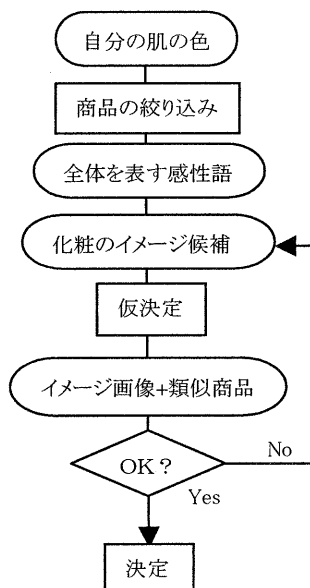 自分の肌の色
商品の絞り込み
全体を表す感性語
化粧のイメージ候補
仮決定
イメージ画像+類似商品
OK?
No
Yes
決定